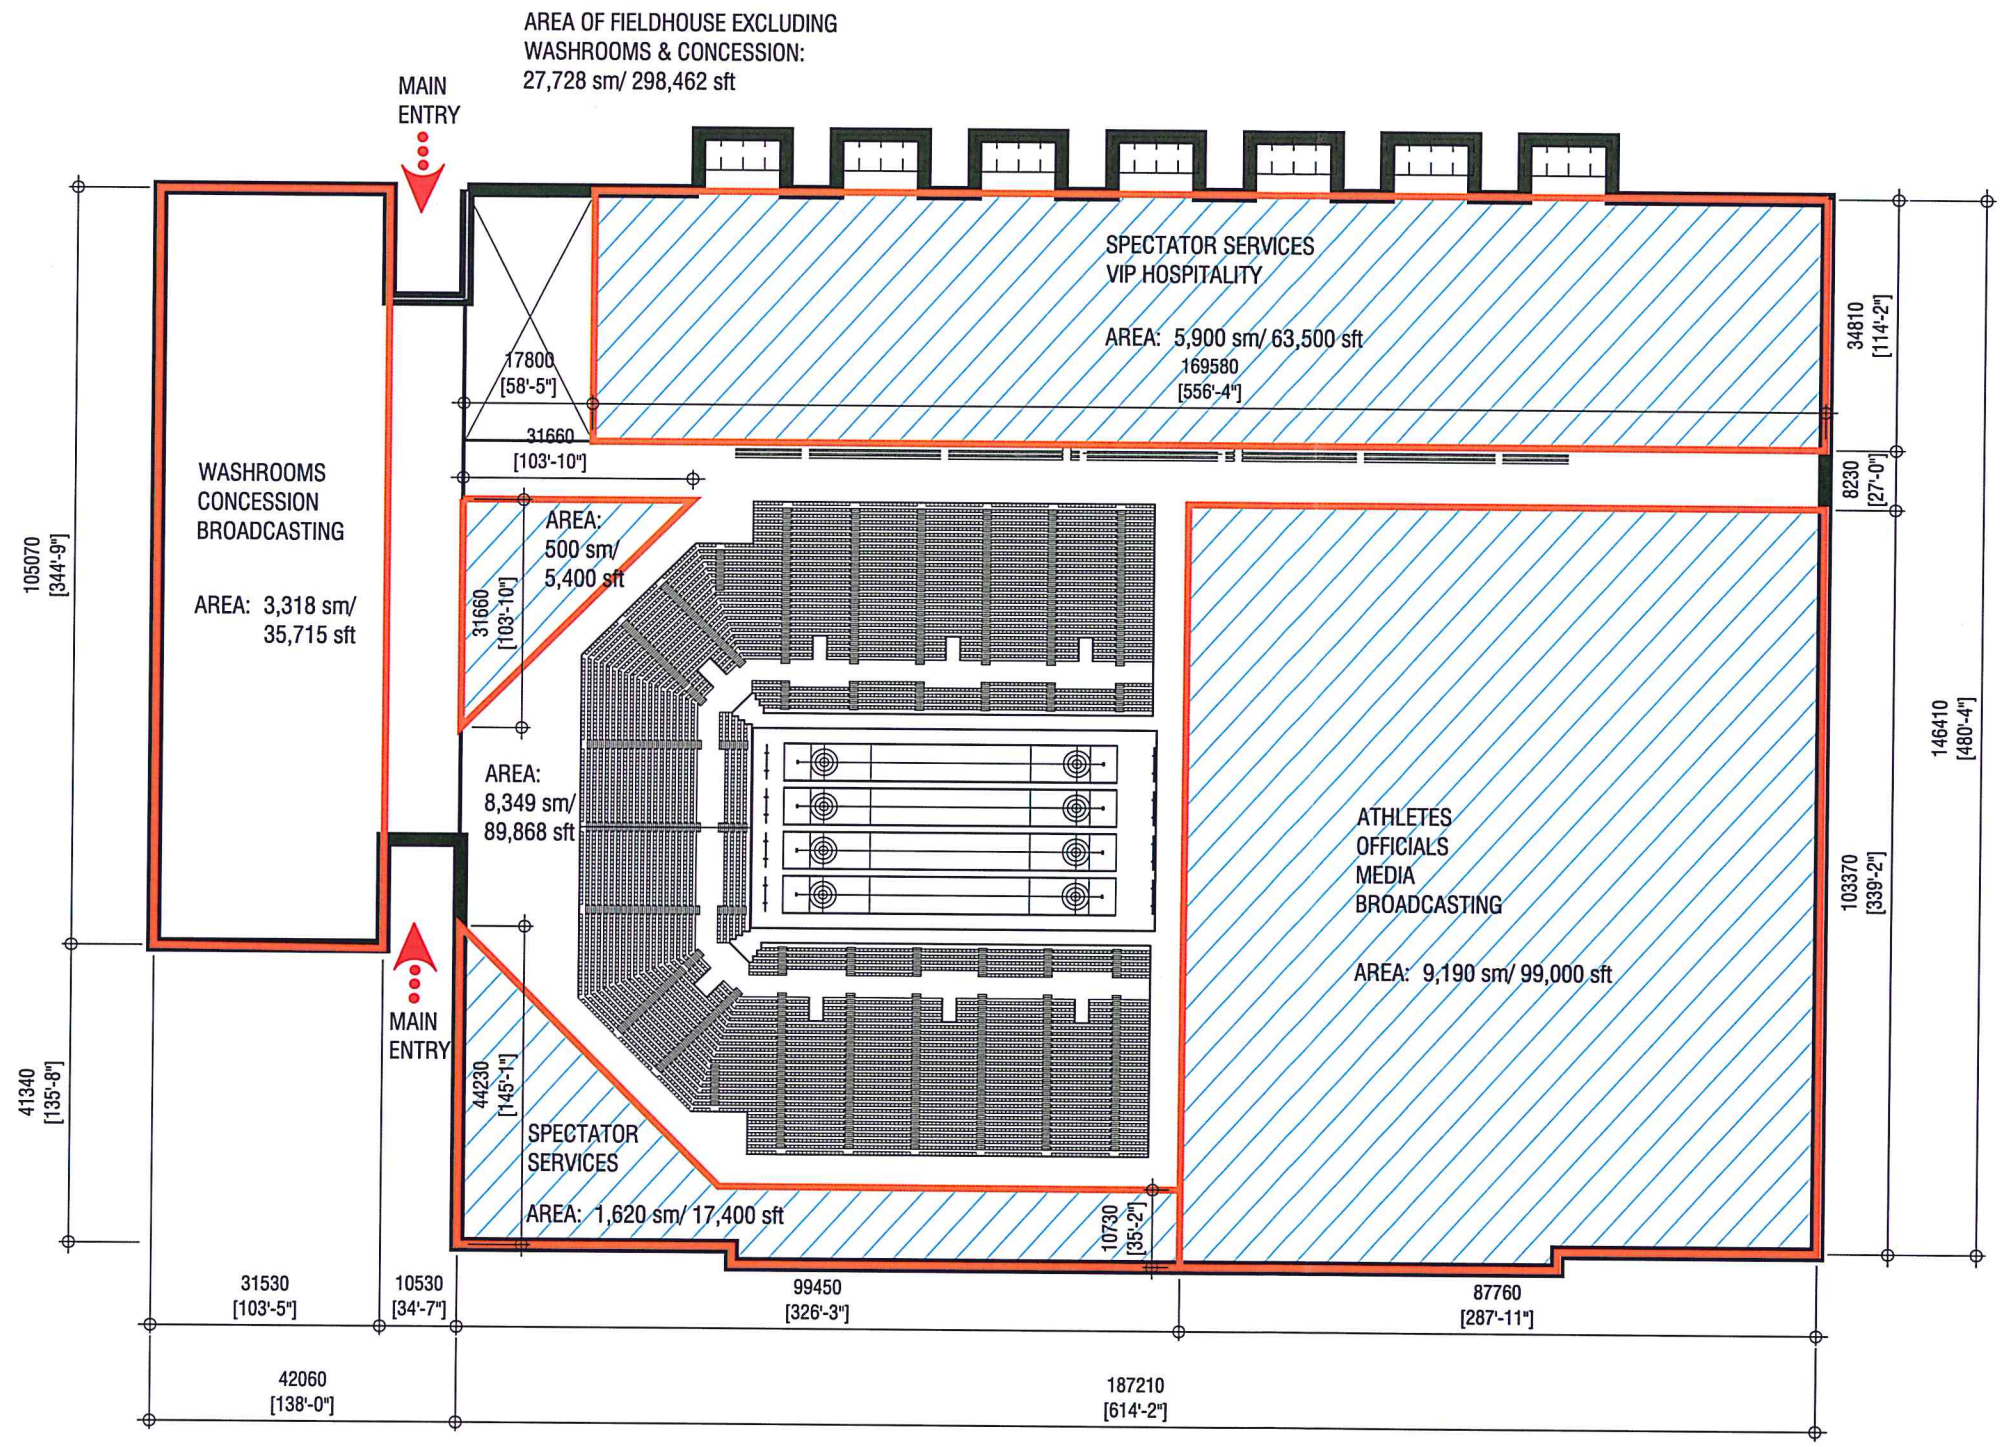 AREA OF FIELDHOUSE EXCLUDING
WASHROOMS & CONCESSION:
27,728 sm/ 298,462 sft
MAIN
ENTRY
SPECTATOR SERVICES
VIP HOSPITALITY
AREA: 5,900 sm/ 63,500 sft
169580
[556'-4"]
17800
[58'-5"]
31660
[103'-10"]
34810
[114'-2"]
8230
[27'-0"]
WASHROOMS
CONCESSION
BROADCASTING
AREA: 3,318 sm/
35,715 sft
105070
[344'-9"]
AREA:
500 sm/
5,400 sft
31660
[103'-10"]
AREA:
8,349 sm/
89,868 sft
146410
[480'-4"]
ATHLETES
OFFICIALS
MEDIA
BROADCASTING
AREA: 9,190 sm/ 99,000 sft
103370
[339'-2"]
MAIN
ENTRY
41340
[135'-8"]
44230
[145'-1"]
SPECTATOR
SERVICES
AREA: 1,620 sm/ 17,400 sft
10730
[35'-2"]
31530
[103'-5"]
10530
[34'-7"]
99450
[326'-3"]
87760
[287'-11"]
42060
[138'-0"]
187210
[614'-2"]